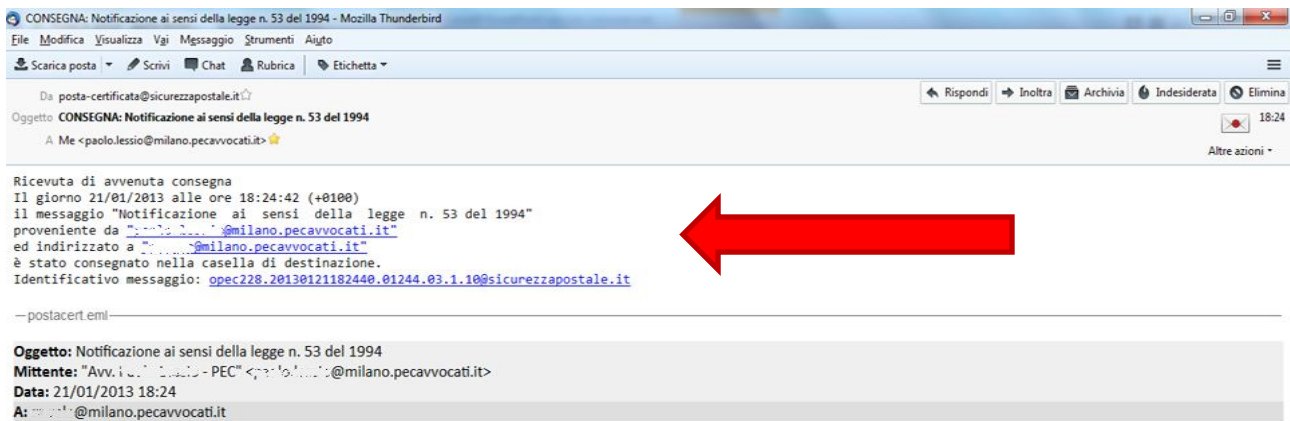 CONSEGNA: Notificazione ai sensi della legge n. 53 del 1994 - Mozilla Thunderbird
File Modifica Visualizza Vai Messaggio Strumenti Aiuto
Scarica posta Scrivi Chat Rubrica Etichetta
Da posta-certificata@sicurezzapostale.it
Rispondi Inoltra Archivia Indesiderata Elimina
Oggetto CONSEGNA: Notificazione ai sensi della legge n. 53 del 1994
18:24
A Me <paolo.lessio@milano.pecavvocati.it>
Altre azioni
Ricevuta di avvenuta consegna
Il giorno 21/01/2013 alle ore 18:24:42 (+0100)
il messaggio "Notificazione ai sensi della legge n. 53 del 1994"
proveniente da "@milano.pecavvocati.it"
ed indirizzato a "@milano.pecavvocati.it"
è stato consegnato nella casella di destinazione.
Identificativo messaggio: opec228.20130121182440.01244.03.1.10@sicurezzapostale.it
postacert.eml
Oggetto: Notificazione ai sensi della legge n. 53 del 1994
Mittente: "Avv. - PEC" <@milano.pecavvocati.it>
Data: 21/01/2013 18:24
A: @milano.pecavvocati.it